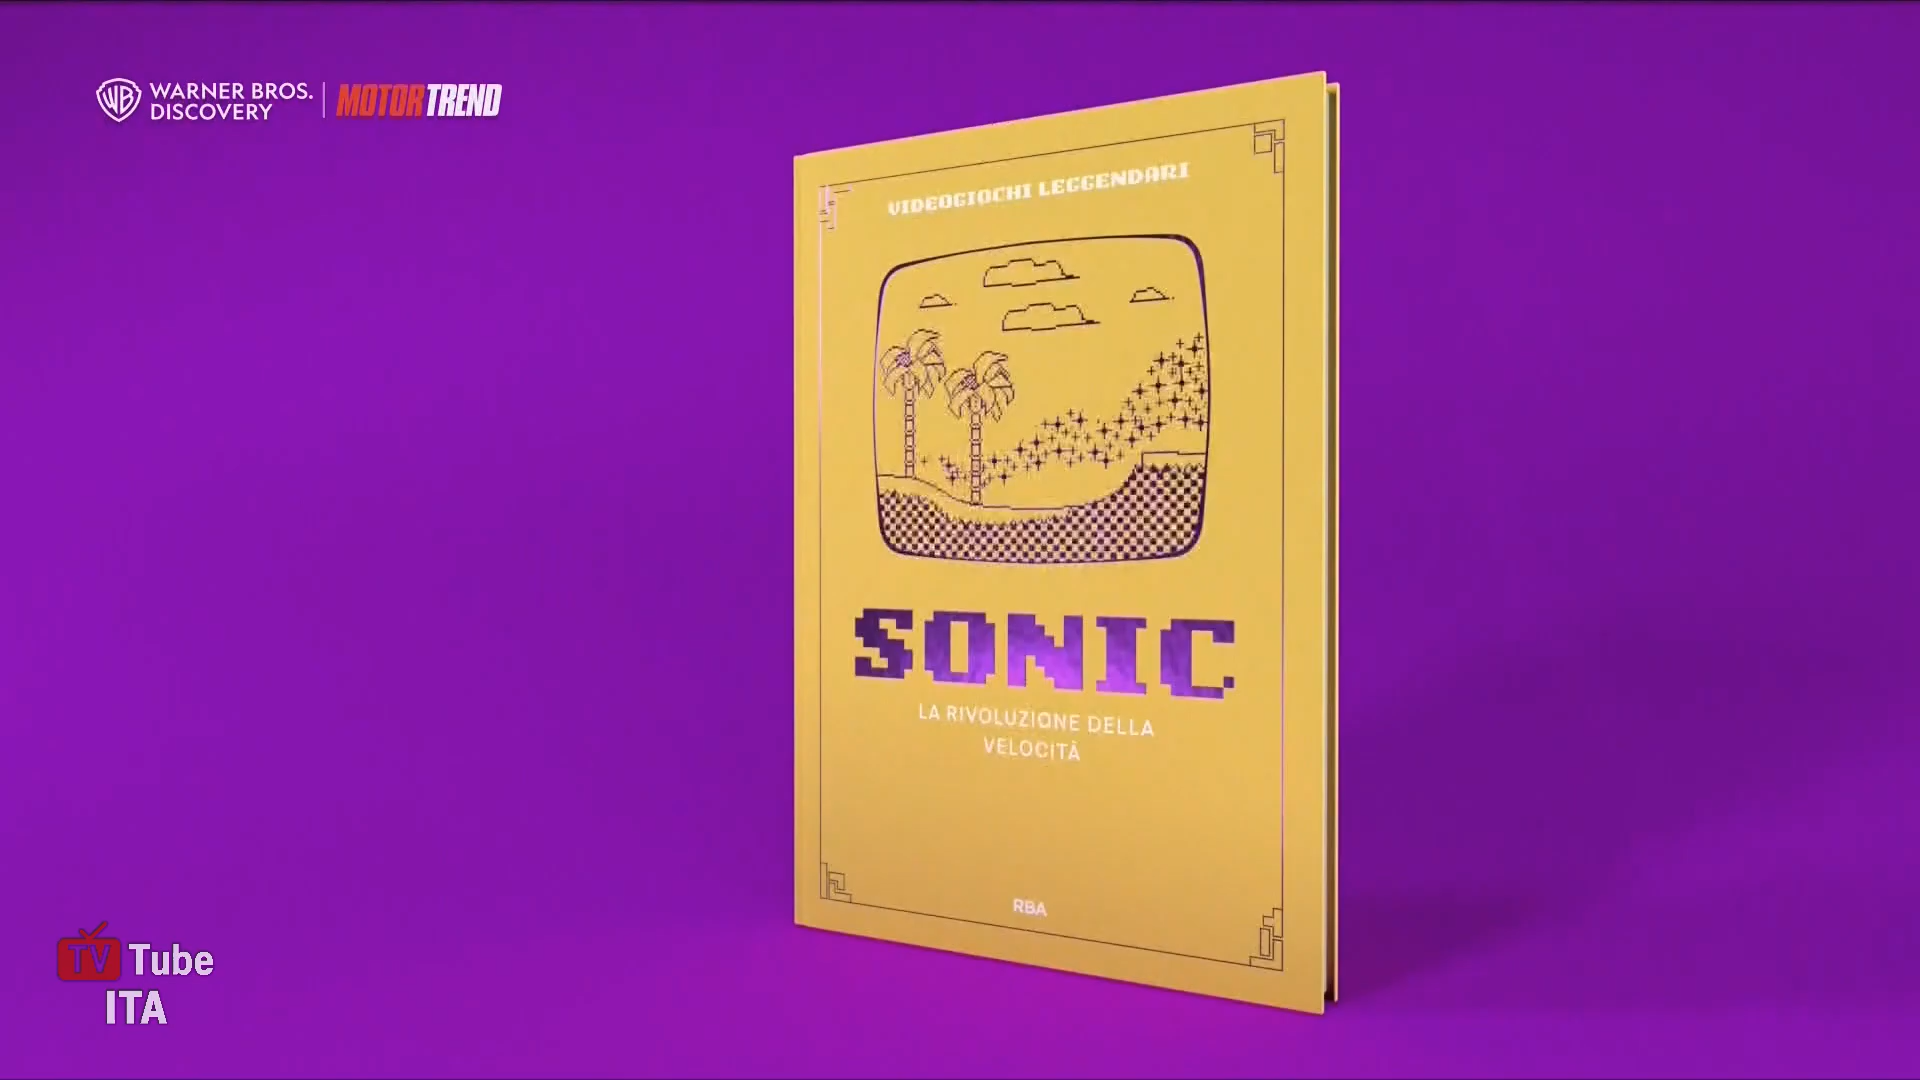 WARNER BROS.
DISCOVERY
MOTORTREND
VIDEOGIOCHI LEGGENDARI
SONIC
LA RIVOLUZIONE DELLA
VELOCITÀ
RBA
TV Tube
ITA